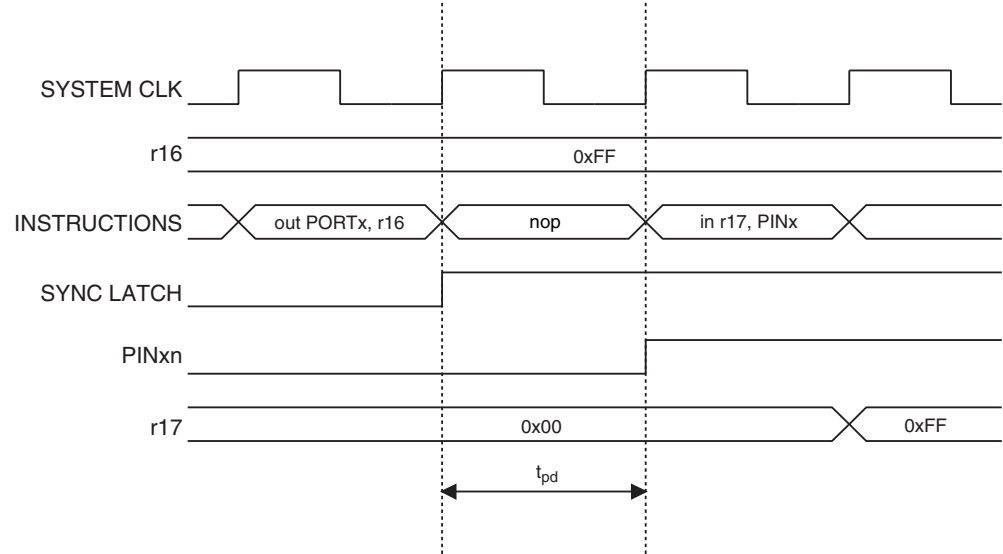 SYSTEM CLK
r16
0xFF
INSTRUCTIONS
out PORTx, r16
nop
in r17, PINx
SYNC LATCH
PINxn
r17
0x00
0xFF
tpd